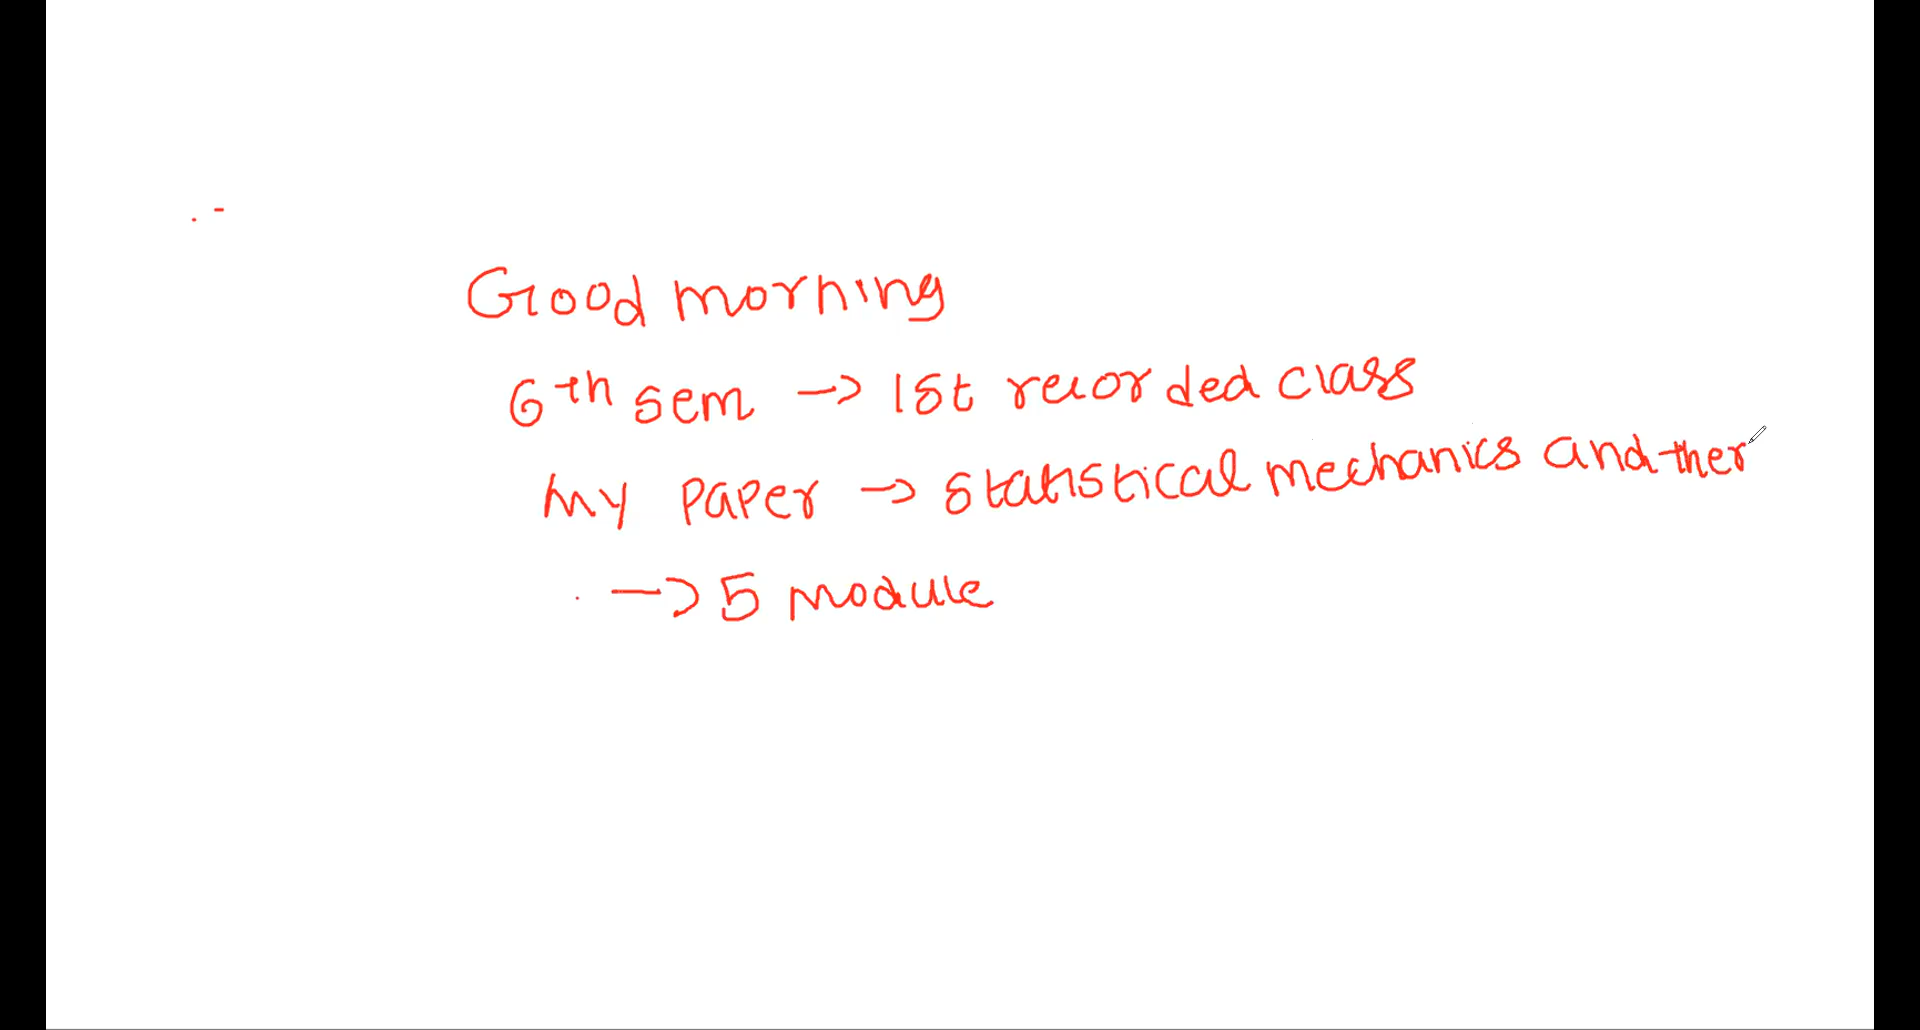 Good morning
6th sem → 1st recorded class
My paper → statistical mechanics and ther
→ 5 module